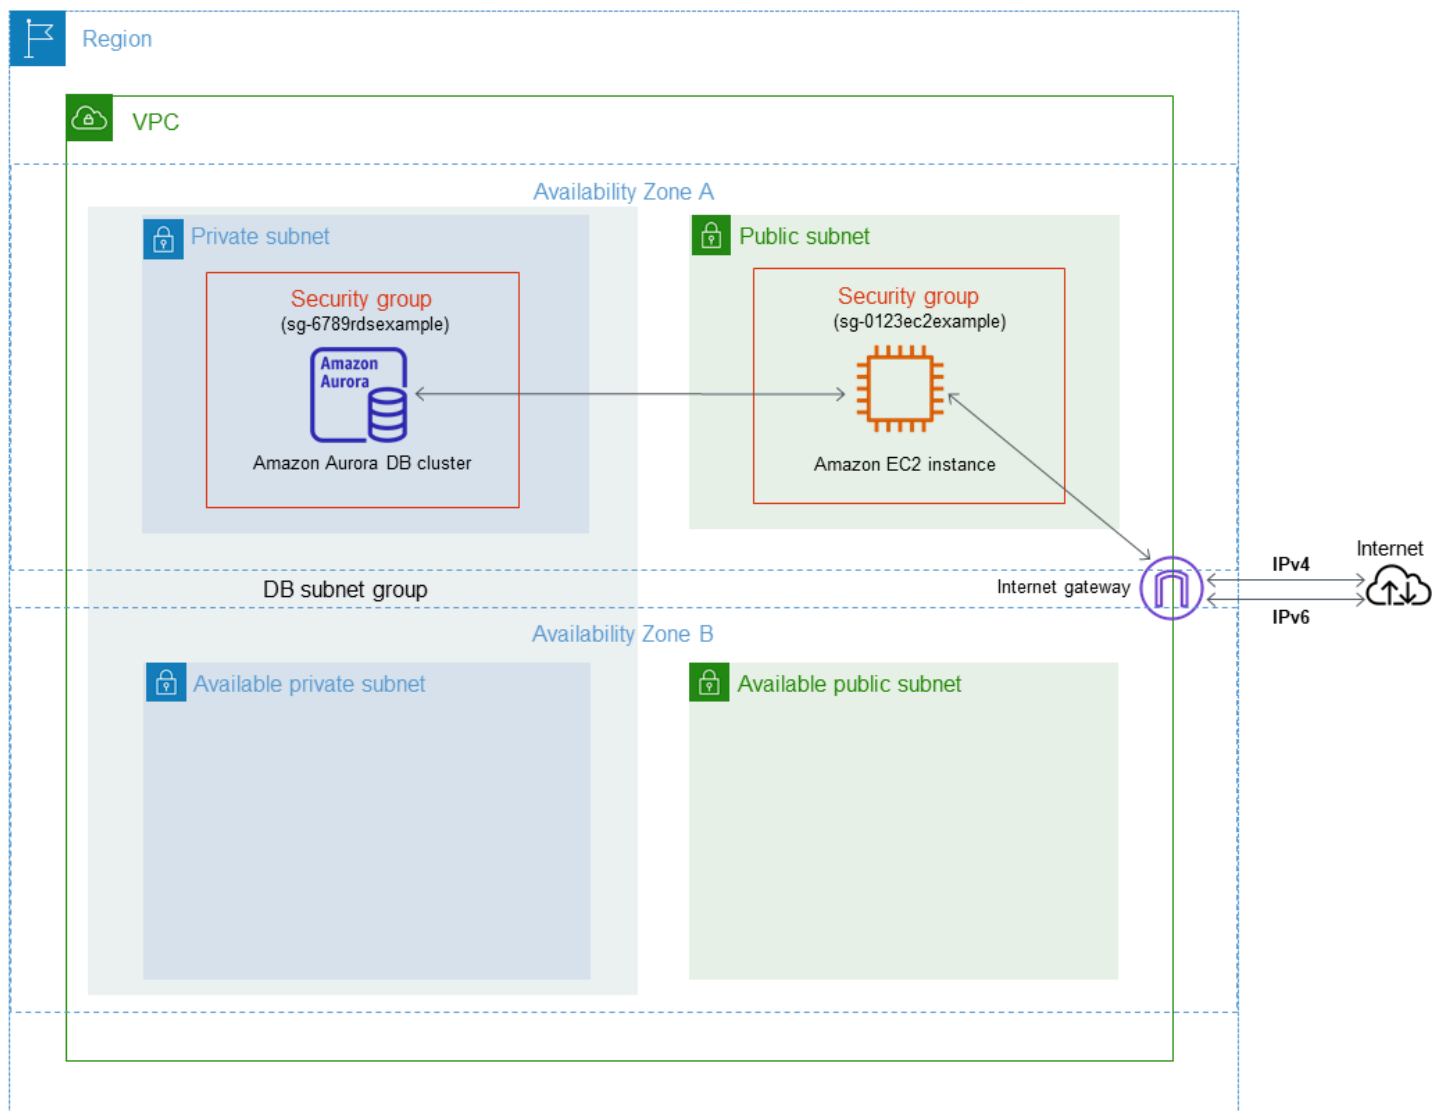 Region
VPC
Availability Zone A
Private subnet
Public subnet
Security group
(sg-6789rdsexample)
Security group
(sg-0123ec2example)
Amazon
Aurora
Amazon Aurora DB cluster
Amazon EC2 instance
DB subnet group
Internet gateway
IPv4
IPv6
Internet
Availability Zone B
Available private subnet
Available public subnet